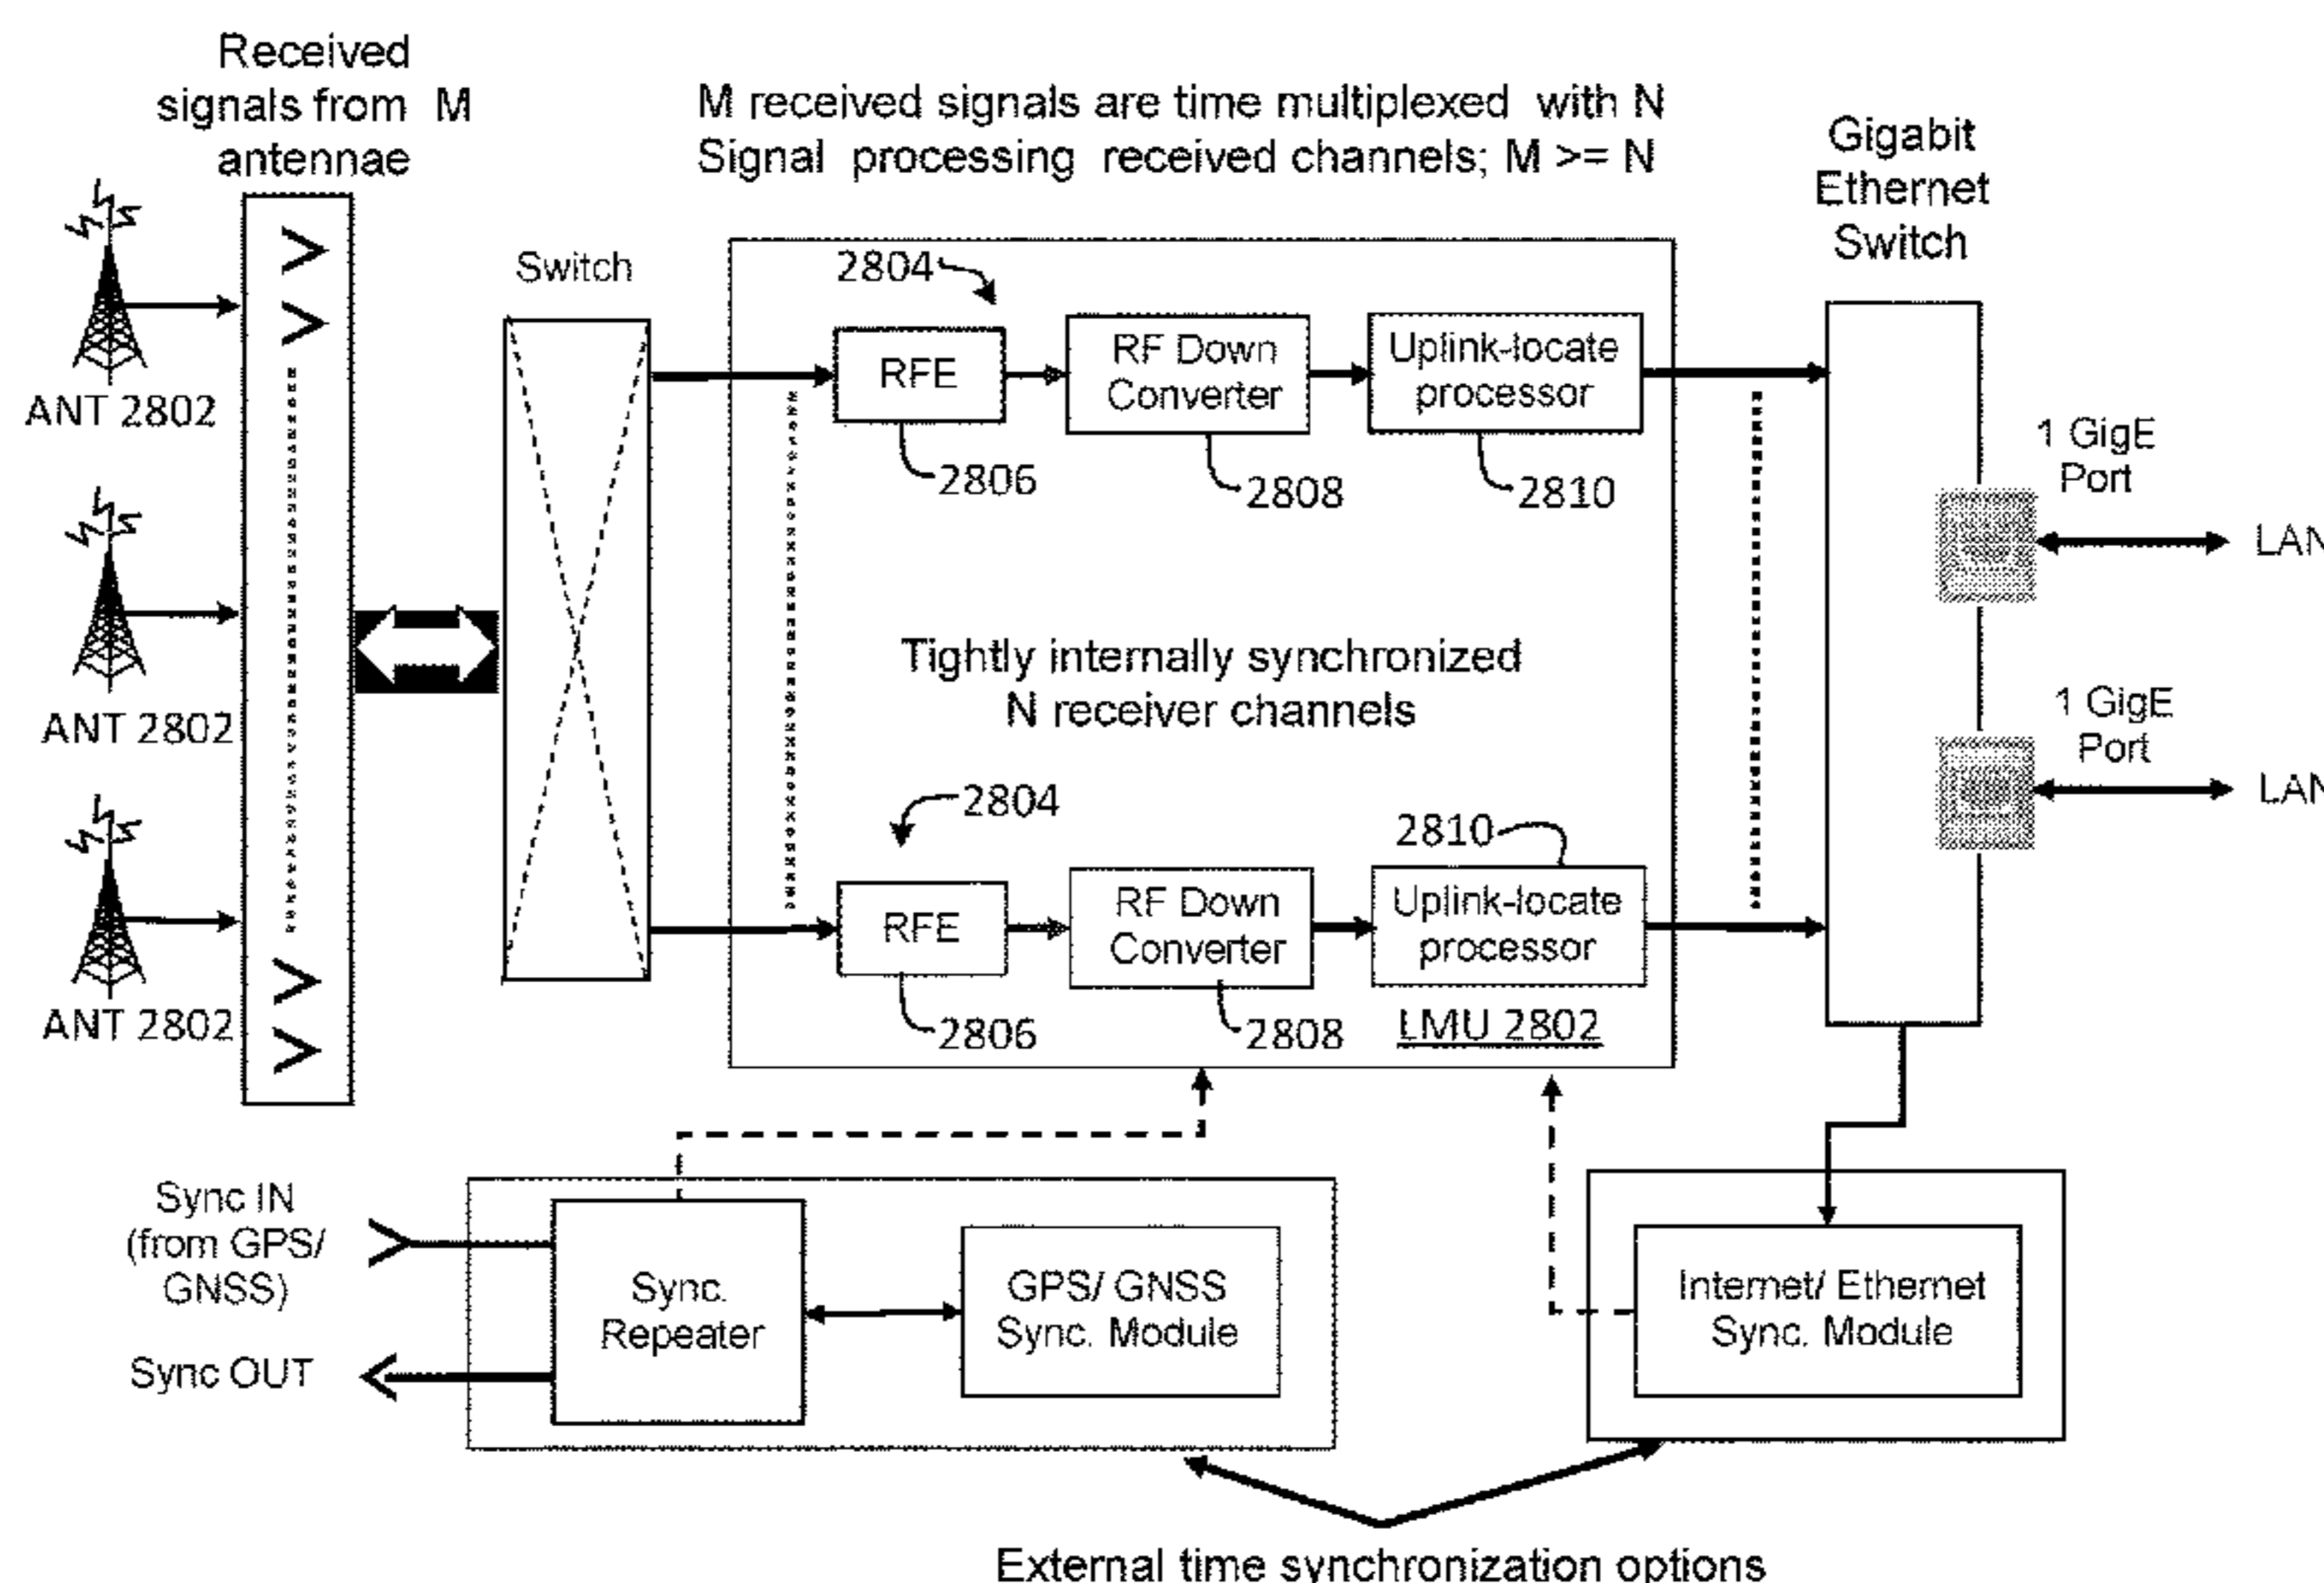 Received
signals from M
antennae
M received signals are time multiplexed with N
Signal processing received channels; M >= N
Gigabit
Ethernet
Switch
Switch
2804
RFE
RF Down
Converter
Uplink-locate
processor
ANT 2802
2806
2808
2810
1 GigE
Port
LAN
ANT 2802
Tightly internally synchronized
N receiver channels
1 GigE
Port
LAN
2804
2810
RFE
RF Down
Converter
Uplink-locate
processor
ANT 2802
2806
2808
LMU 2802
Sync IN
(from GPS/
GNSS)
Sync OUT
Sync.
Repeater
GPS/ GNSS
Sync. Module
Internet/ Ethernet
Sync. Module
External time synchronization options